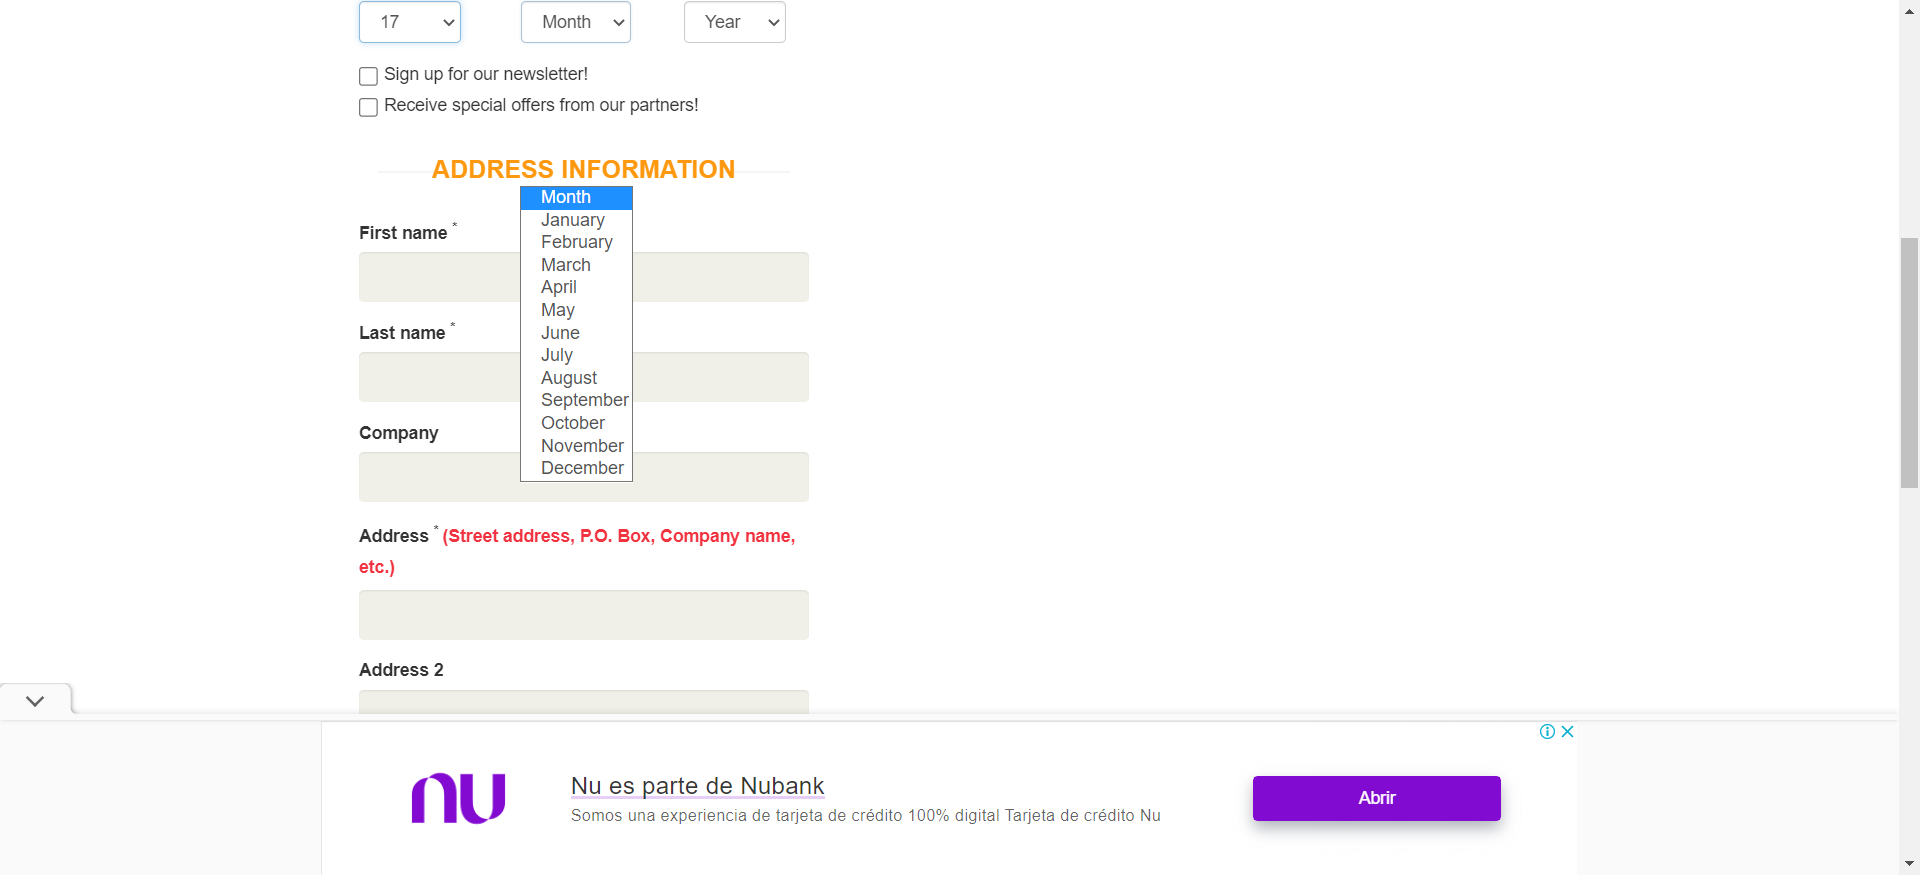 17 Month Year
Sign up for our newsletter!
Receive special offers from our partners!
ADDRESS INFORMATION
Month
January
February
March
April
May
June
July
August
September
October
November
December
First name *
Last name *
Company
Address * (Street address, P.O. Box, Company name,
etc.)
Address 2
nu
Nu es parte de Nubank
Somos una experiencia de tarjeta de crédito 100% digital Tarjeta de crédito Nu
Abrir